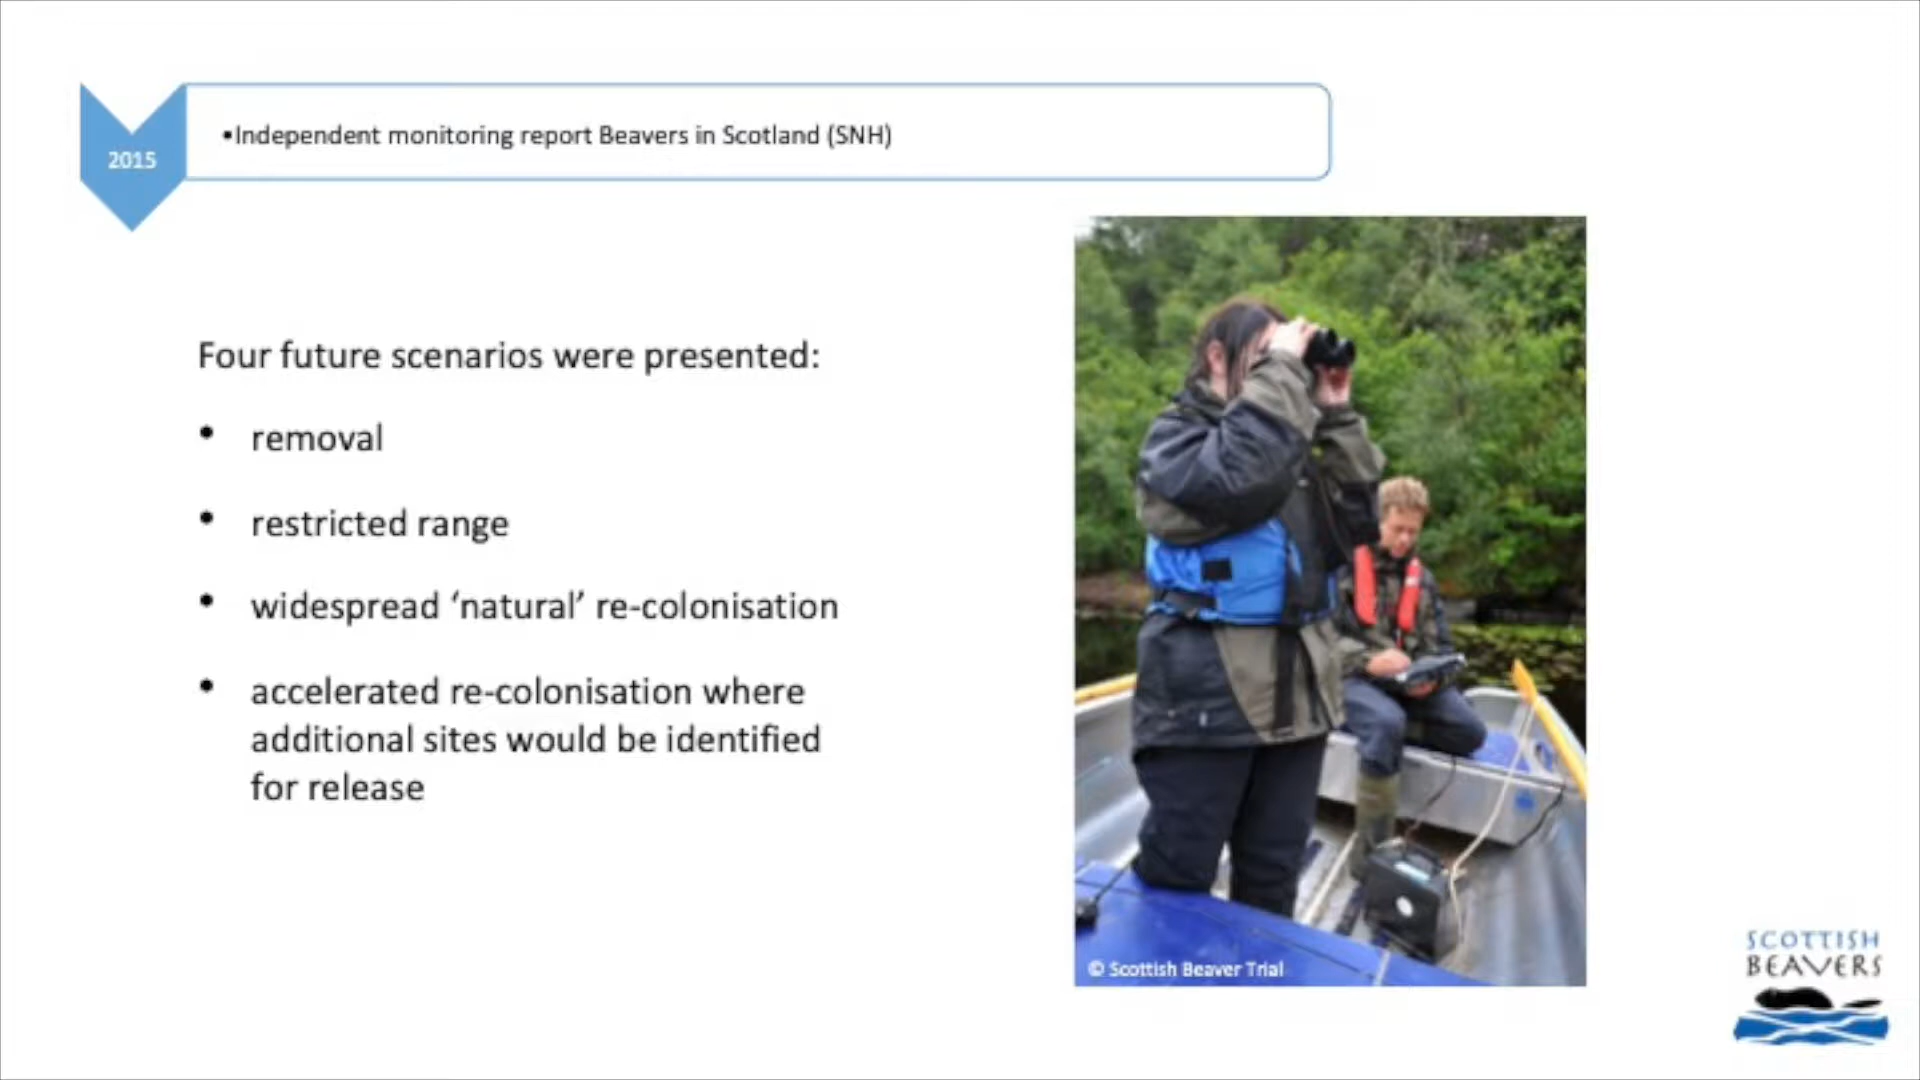 2015
•Independent monitoring report Beavers in Scotland (SNH)
Four future scenarios were presented:
• removal
• restricted range
• widespread ‘natural’ re-colonisation
• accelerated re-colonisation where
additional sites would be identified
for release
© Scottish Beaver Trial
SCOTTISH
BEAVERS